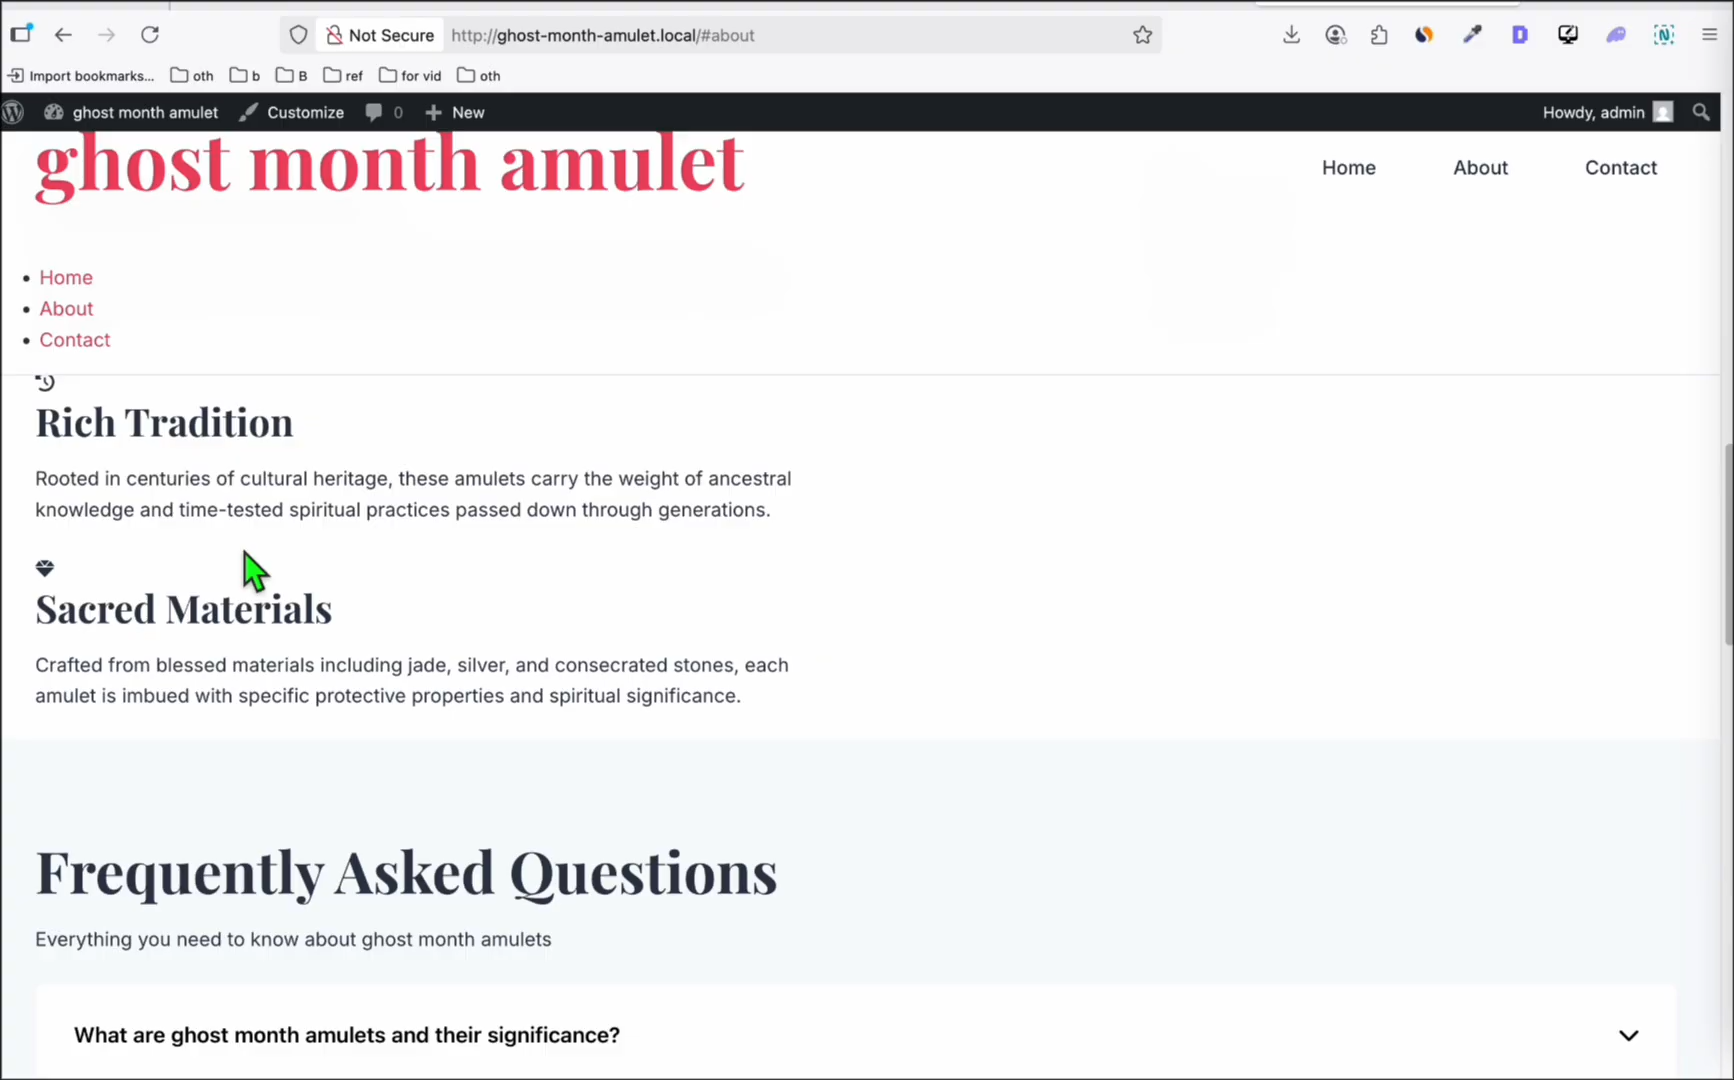 Not Secure http://ghost-month-amulet.local/#about
Import bookmarks... oth b B ref for vid oth
ghost month amulet Customize 0 New Howdy, admin
ghost month amulet Home About Contact
Home
About
Contact
Rich Tradition
Rooted in centuries of cultural heritage, these amulets carry the weight of ancestral
knowledge and time-tested spiritual practices passed down through generations.
Sacred Materials
Crafted from blessed materials including jade, silver, and consecrated stones, each
amulet is imbued with specific protective properties and spiritual significance.
Frequently Asked Questions
Everything you need to know about ghost month amulets
What are ghost month amulets and their significance?